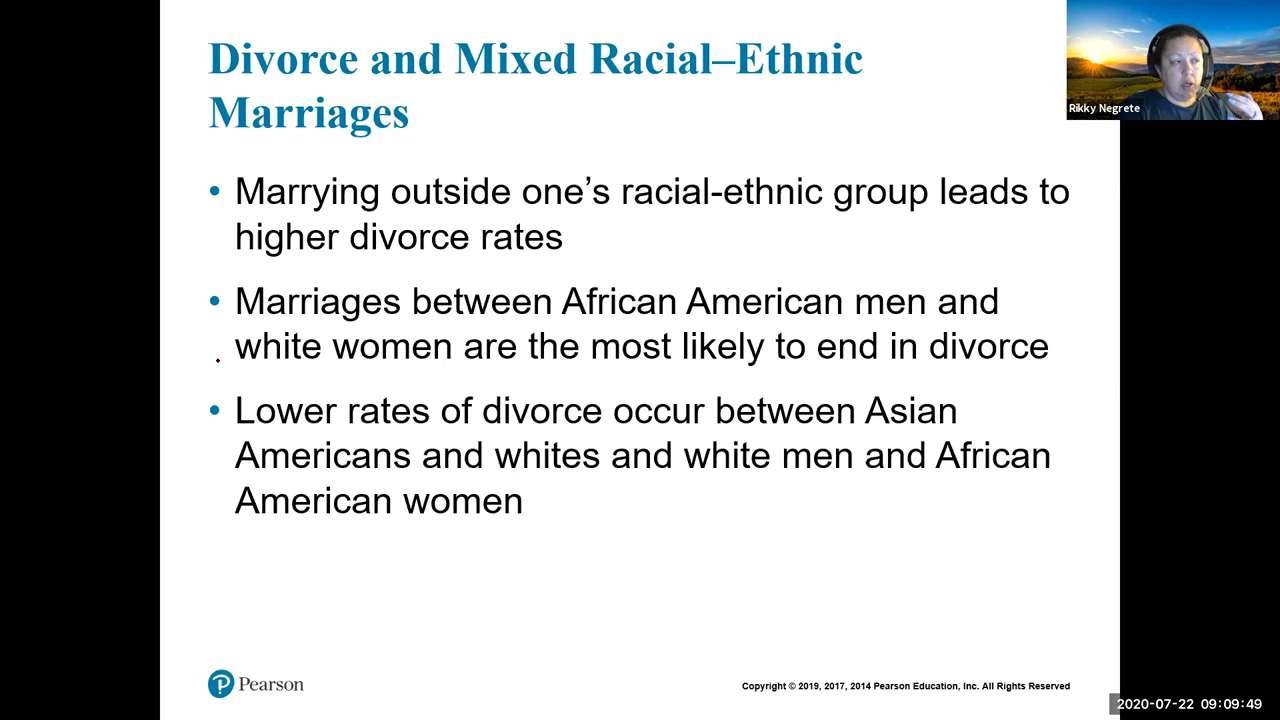 Divorce and Mixed Racial–Ethnic
Marriages
Rikky Negrete
• Marrying outside one’s racial-ethnic group leads to
higher divorce rates
• Marriages between African American men and
white women are the most likely to end in divorce
• Lower rates of divorce occur between Asian
Americans and whites and white men and African
American women
Pearson
Copyright © 2019, 2017, 2014 Pearson Education, Inc. All Rights Reserved
2020-07-22 09:09:49